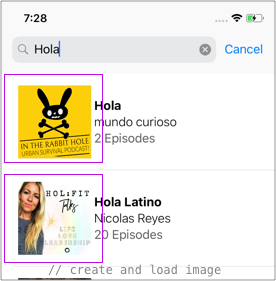 7:28
Hola
Cancel
IN THE RABBIT HOLE
URBAN SURVIVAL PODCAST!
Hola
mundo curioso
2 Episodes
HOL:FIT
Talks
LIFE
LOVE
LEADERSHIP
Hola Latino
Nicolas Reyes
20 Episodes
// create and load image